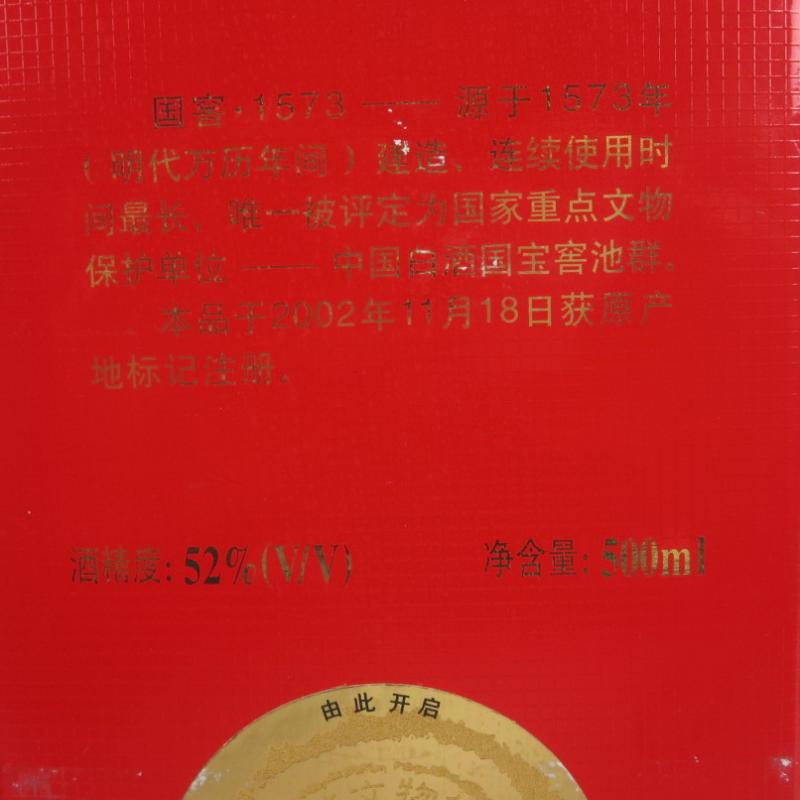 国窖·1573 —— 源于1573年
（明代万历年间）建造、连续使用时
间最长、唯一被评定为国家重点文物
保护单位 —— 中国白酒国宝窖池群。
本品于2002年11月18日获原产
地标记注册。
酒精度: 52%(V/V)
净含量: 500ml
由此开启
文物